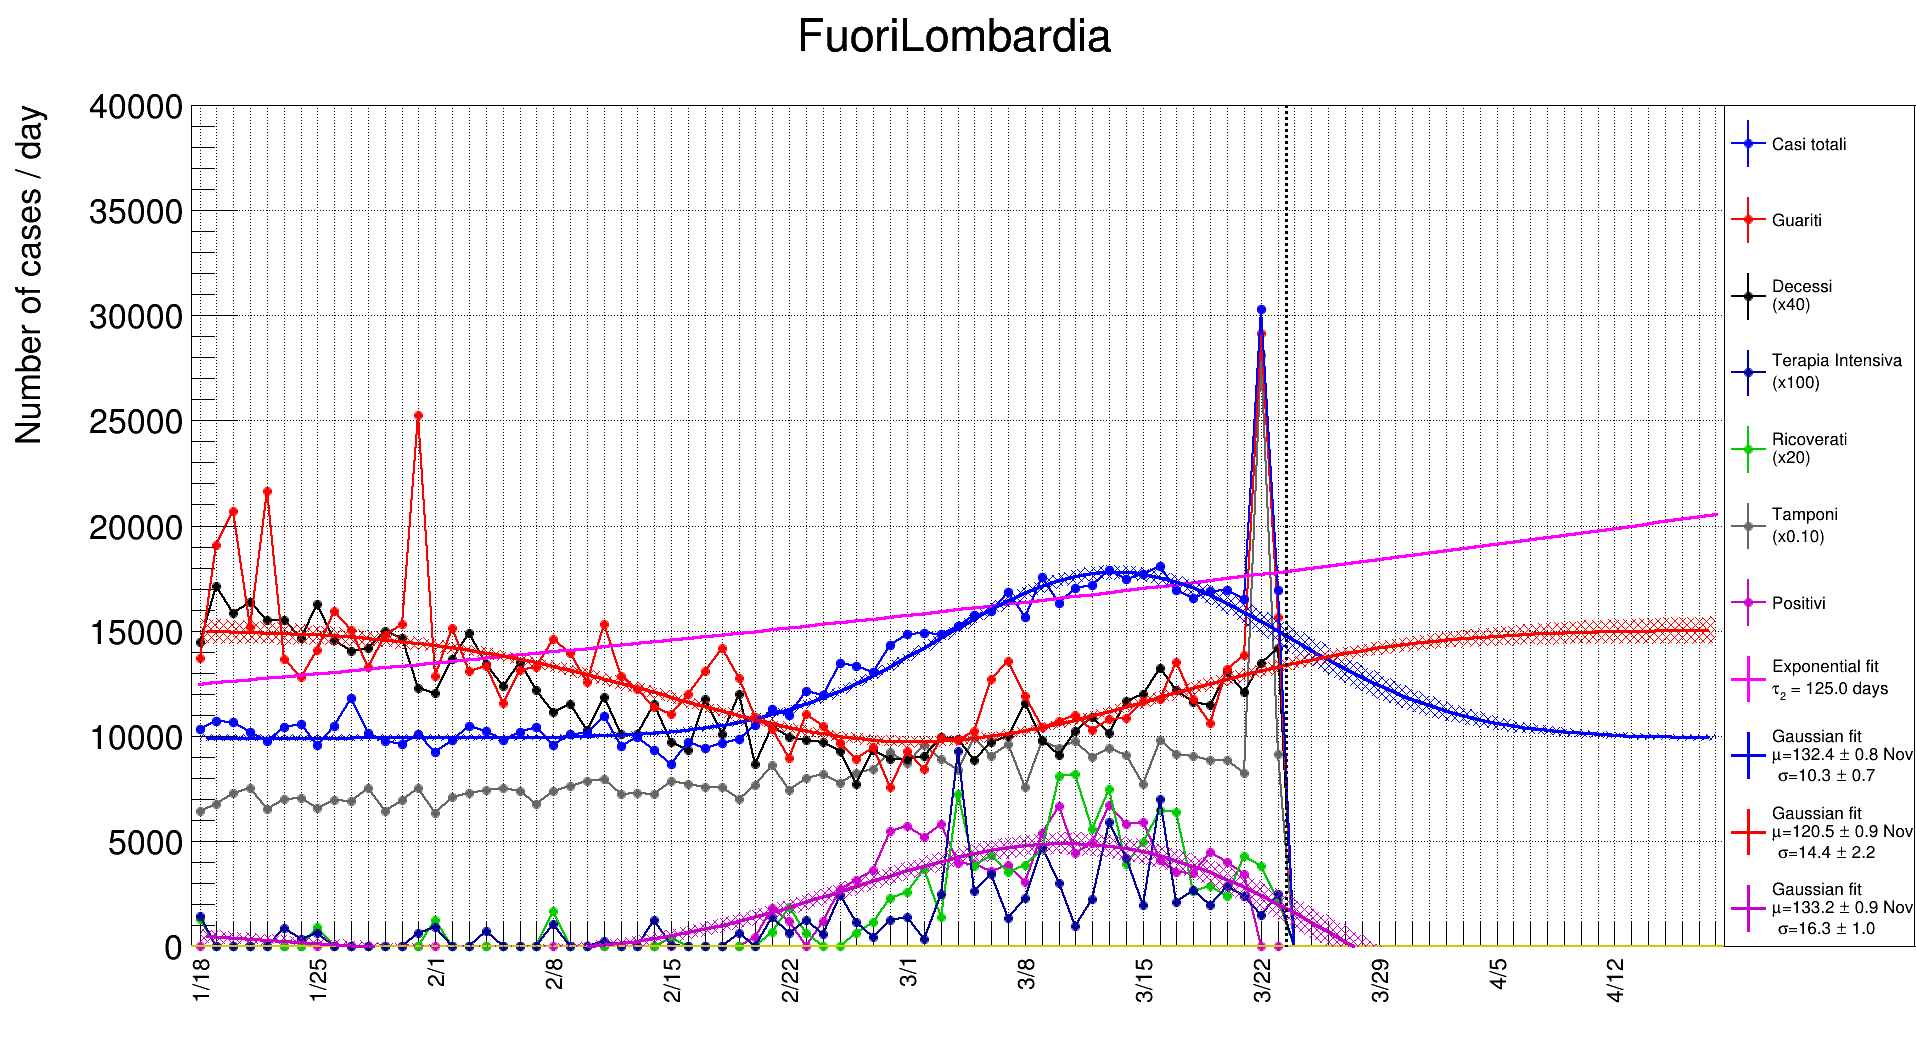 FuoriLombardia
Number of cases / day
40000
35000
30000
25000
20000
15000
10000
5000
0
1/18
1/25
2/1
2/8
2/15
2/22
3/1
3/8
3/15
3/22
3/29
4/5
4/12
Casi totali
Guariti
Decessi
(x40)
Terapia Intensiva
(x100)
Ricoverati
(x20)
Tamponi
(x0.10)
Positivi
Exponential fit
τ₂ = 125.0 days
Gaussian fit
μ=132.4 ± 0.8 Nov
σ=10.3 ± 0.7
Gaussian fit
μ=120.5 ± 0.9 Nov
σ=14.4 ± 2.2
Gaussian fit
μ=133.2 ± 0.9 Nov
σ=16.3 ± 1.0